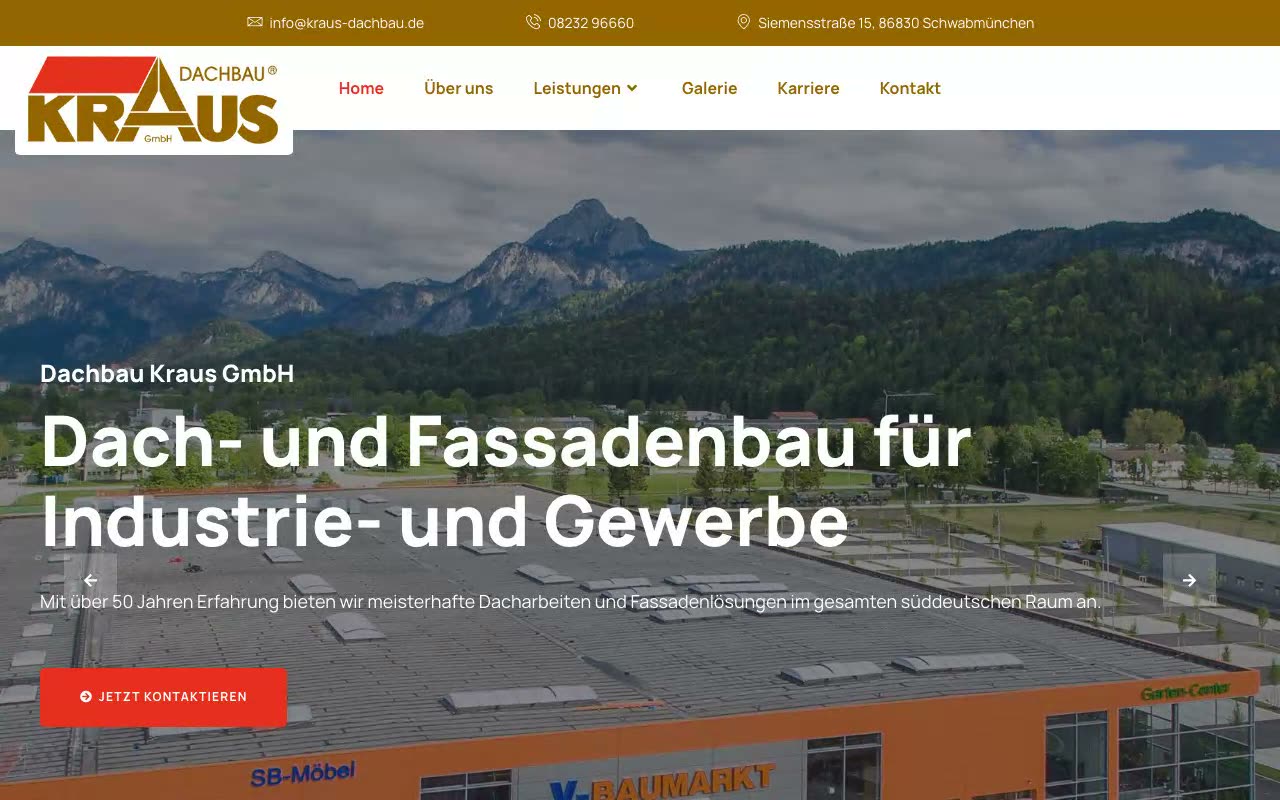 info@kraus-dachbau.de
08232 96660
Siemensstraße 15, 86830 Schwabmünchen
DACHBAU®
KRAUS
GmbH
Home
Über uns
Leistungen
Galerie
Karriere
Kontakt
Dachbau Kraus GmbH
Dach- und Fassadenbau für
Industrie- und Gewerbe
Mit über 50 Jahren Erfahrung bieten wir meisterhafte Dacharbeiten und Fassadenlösungen im gesamten süddeutschen Raum an.
JETZT KONTAKTIEREN
Garten-Center
SB-Möbel
V-BAUMARKT